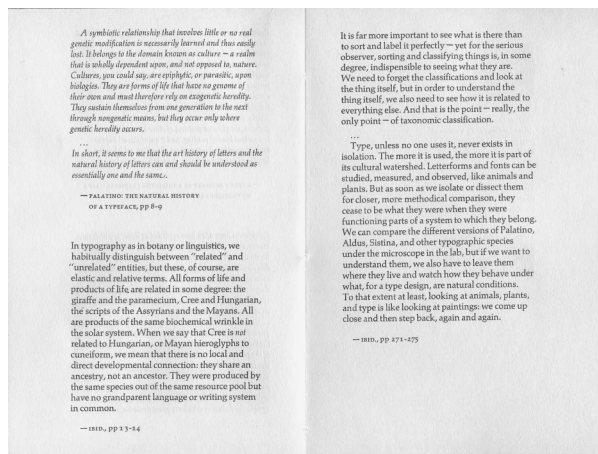 A symbiotic relationship that involves little or no real
genetic modification is necessarily learned and thus easily
lost. It belongs to the domain known as culture – a realm
that is wholly dependent upon, and not opposed to, nature.
Cultures, you could say, are epiphytic, or parasitic, upon
biologies. They are forms of life that have no genome of
their own and must therefore rely on exogenetic heredity.
They sustain themselves from one generation to the next
through nongenetic means, but they occur only where
genetic heredity occurs.
...
In short, it seems to me that the art history of letters and the
natural history of letters can and should be understood as
essentially one and the same.
— PALATINO: THE NATURAL HISTORY
OF A TYPEFACE, pp 8–9
In typography as in botany or linguistics, we
habitually distinguish between “related” and
“unrelated” entities, but these, of course, are
elastic and relative terms. All forms of life and
products of life are related in some degree: the
giraffe and the paramecium, Cree and Hungarian,
the scripts of the Assyrians and the Mayans. All
are products of the same biochemical wrinkle in
the solar system. When we say that Cree is not
related to Hungarian, or Mayan hieroglyphs to
cuneiform, we mean that there is no local and
direct developmental connection: they share an
ancestry, not an ancestor. They were produced by
the same species out of the same resource pool but
have no grandparent language or writing system
in common.
— IBID., pp 13–24
It is far more important to see what is there than
to sort and label it perfectly – yet for the serious
observer, sorting and classifying things is, in some
degree, indispensible to seeing what they are.
We need to forget the classifications and look at
the thing itself, but in order to understand the
thing itself, we also need to see how it is related to
everything else. And that is the point – really, the
only point – of taxonomic classification.
...
Type, unless no one uses it, never exists in
isolation. The more it is used, the more it is part of
its cultural watershed. Letterforms and fonts can be
studied, measured, and observed, like animals and
plants. But as soon as we isolate or dissect them
for closer, more methodical comparison, they
cease to be what they were when they were
functioning parts of a system to which they belong.
We can compare the different versions of Palatino,
Aldus, Sistina, and other typographic species
under the microscope in the lab, but if we want to
understand them, we also have to leave them
where they live and watch how they behave under
what, for a type design, are natural conditions.
To that extent at least, looking at animals, plants,
and type is like looking at paintings: we come up
close and then step back, again and again.
— IBID., pp 271–275